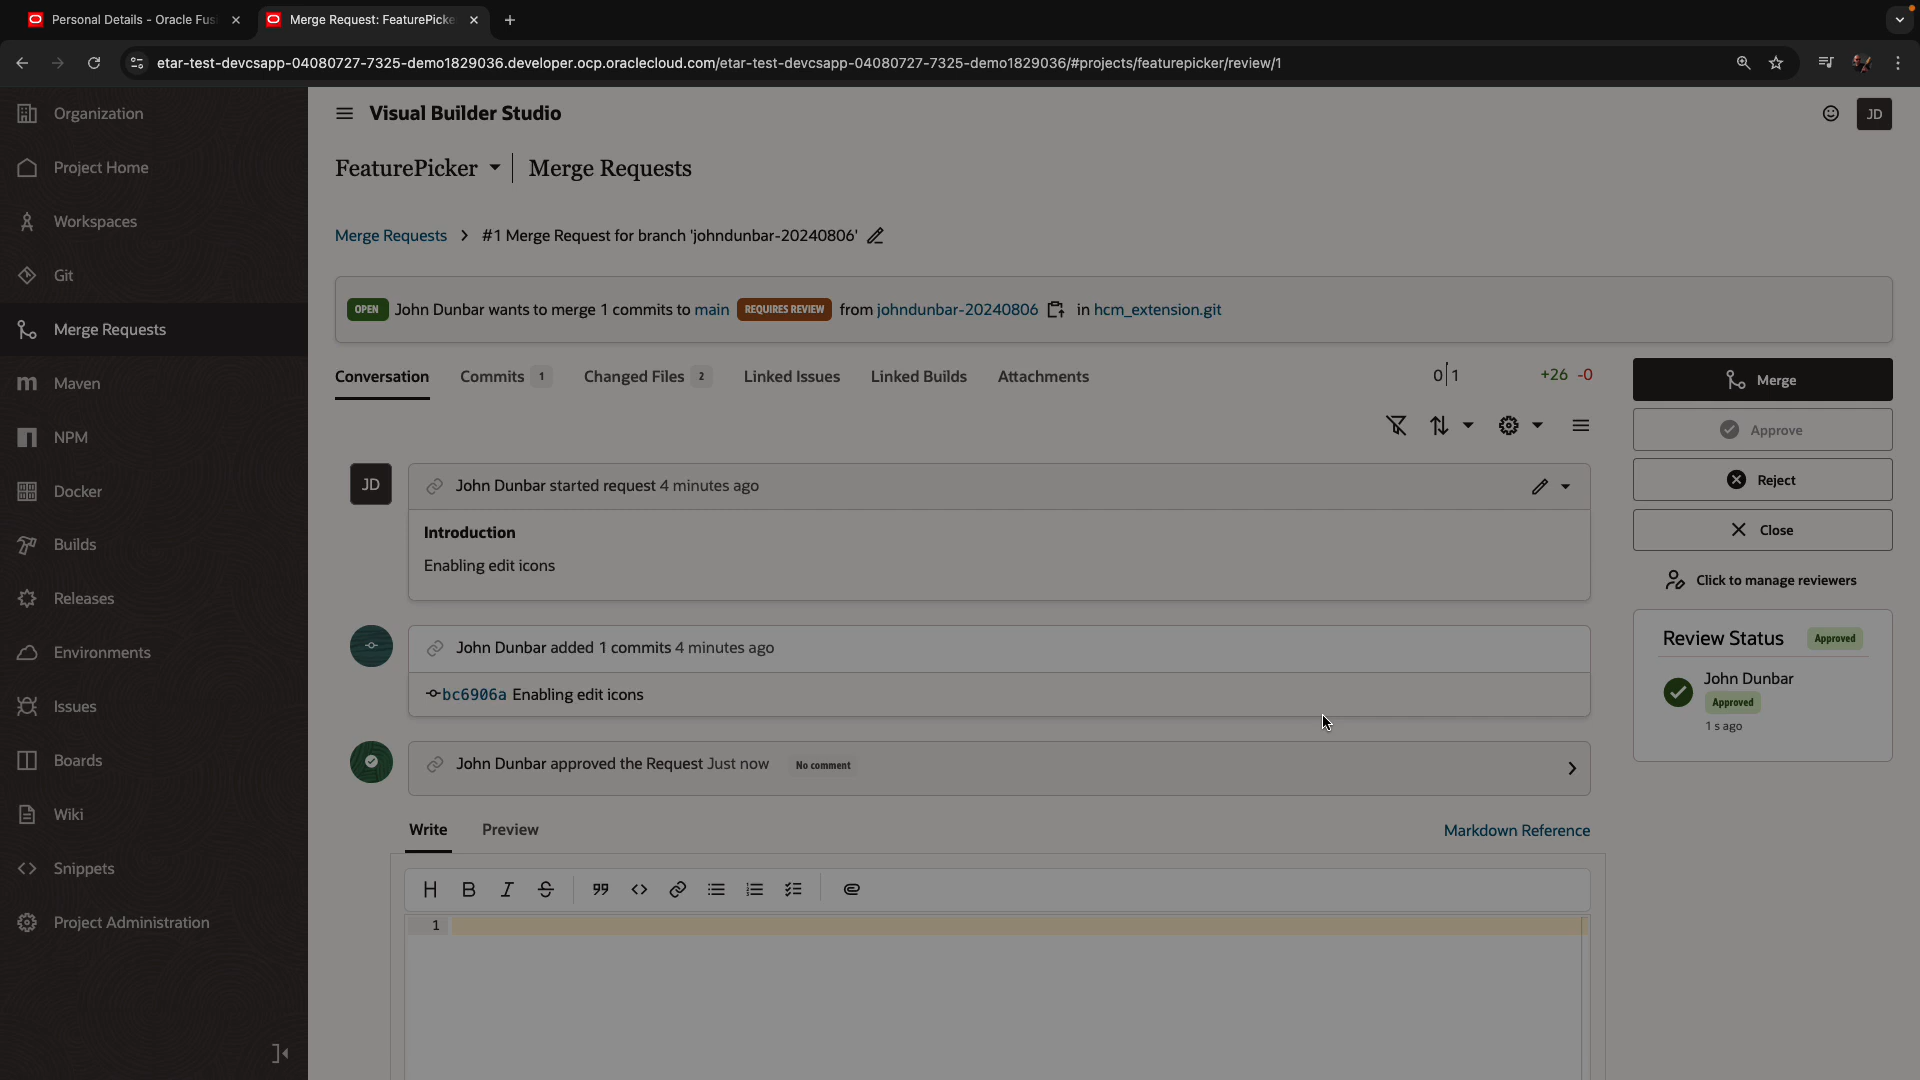 Personal Details - Oracle Fus
Merge Request: FeaturePicke
etar-test-devcsapp-04080727-7325-demo1829036.developer.ocp.oraclecloud.com/etar-test-devcsapp-04080727-7325-demo1829036/#projects/featurepicker/review/1
Organization
Project Home
Workspaces
Git
Merge Requests
Maven
NPM
Docker
Builds
Releases
Environments
Issues
Boards
Wiki
Snippets
Project Administration
Visual Builder Studio
JD
FeaturePicker Merge Requests
Merge Requests > #1 Merge Request for branch 'johndunbar-20240806'
OPEN John Dunbar wants to merge 1 commits to main REQUIRES REVIEW from johndunbar-20240806 in hcm_extension.git
Conversation Commits 1 Changed Files 2 Linked Issues Linked Builds Attachments 0|1 +26 -0
JD John Dunbar started request 4 minutes ago
Introduction
Enabling edit icons
John Dunbar added 1 commits 4 minutes ago
bc6906a Enabling edit icons
John Dunbar approved the Request Just now No comment
Write Preview Markdown Reference
1
Merge
Approve
Reject
Close
Click to manage reviewers
Review Status Approved
John Dunbar
Approved
1 s ago